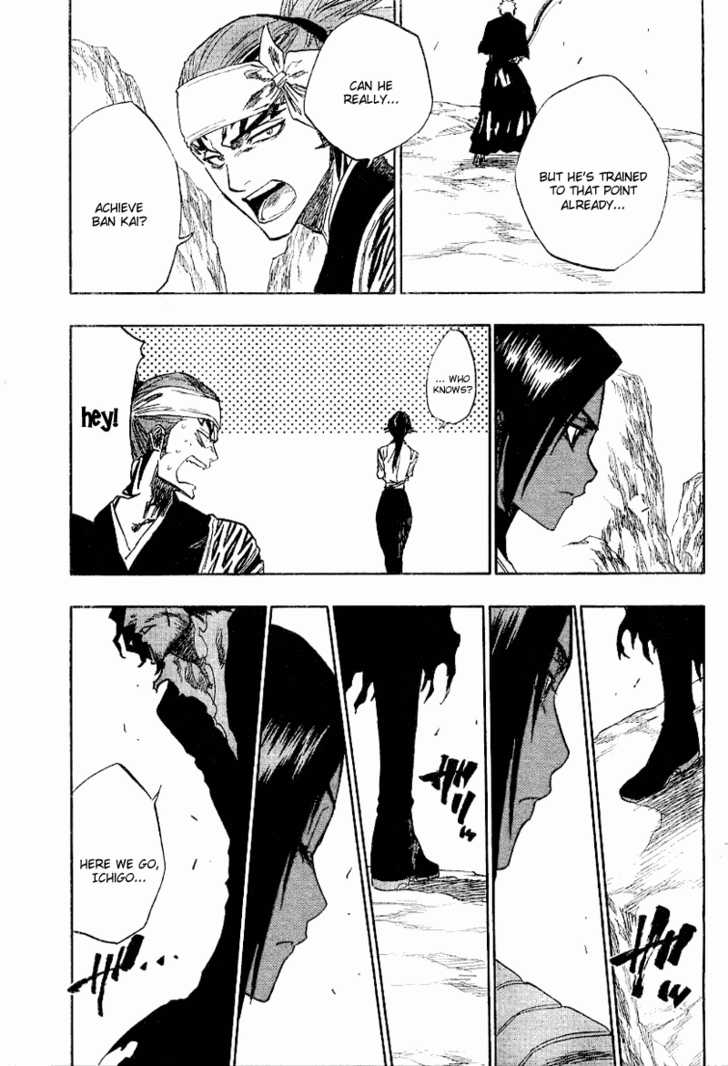 BUT HE'S TRAINED
TO THAT POINT
ALREADY...
CAN HE
REALLY...
ACHIEVE
BAN KAI?
... WHO
KNOWS?
hey!
HERE WE GO,
ICHIGO...